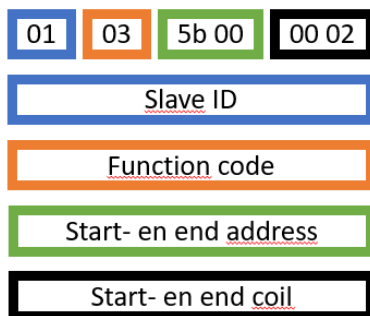 01 03 5b 00 00 02
Slave ID
Function code
Start- en end address
Start- en end coil